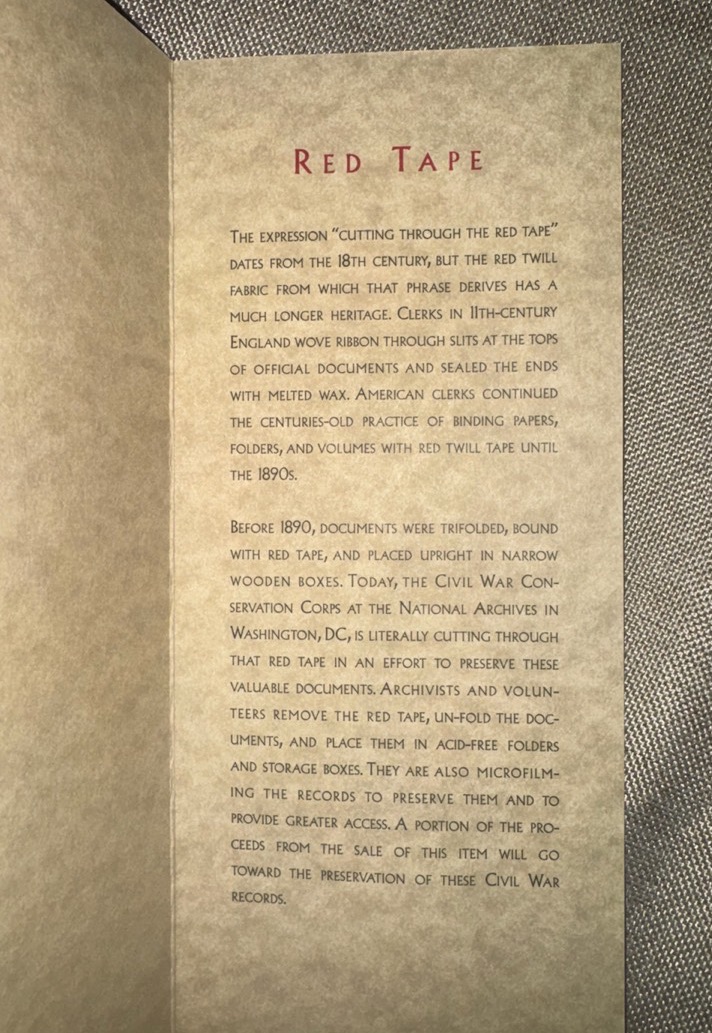 Red Tape
The expression “cutting through the red tape”
dates from the 18th century, but the red twill
fabric from which that phrase derives has a
much longer heritage. Clerks in 11th-century
England wove ribbon through slits at the tops
of official documents and sealed the ends
with melted wax. American clerks continued
the centuries-old practice of binding papers,
folders, and volumes with red twill tape until
the 1890s.
Before 1890, documents were trifolded, bound
with red tape, and placed upright in narrow
wooden boxes. Today, the Civil War Con-
servation Corps at the National Archives in
Washington, DC, is literally cutting through
that red tape in an effort to preserve these
valuable documents. Archivists and volun-
teers remove the red tape, un-fold the doc-
uments, and place them in acid-free folders
and storage boxes. They are also microfilm-
ing the records to preserve them and to
provide greater access. A portion of the pro-
ceeds from the sale of this item will go
toward the preservation of these Civil War
records.